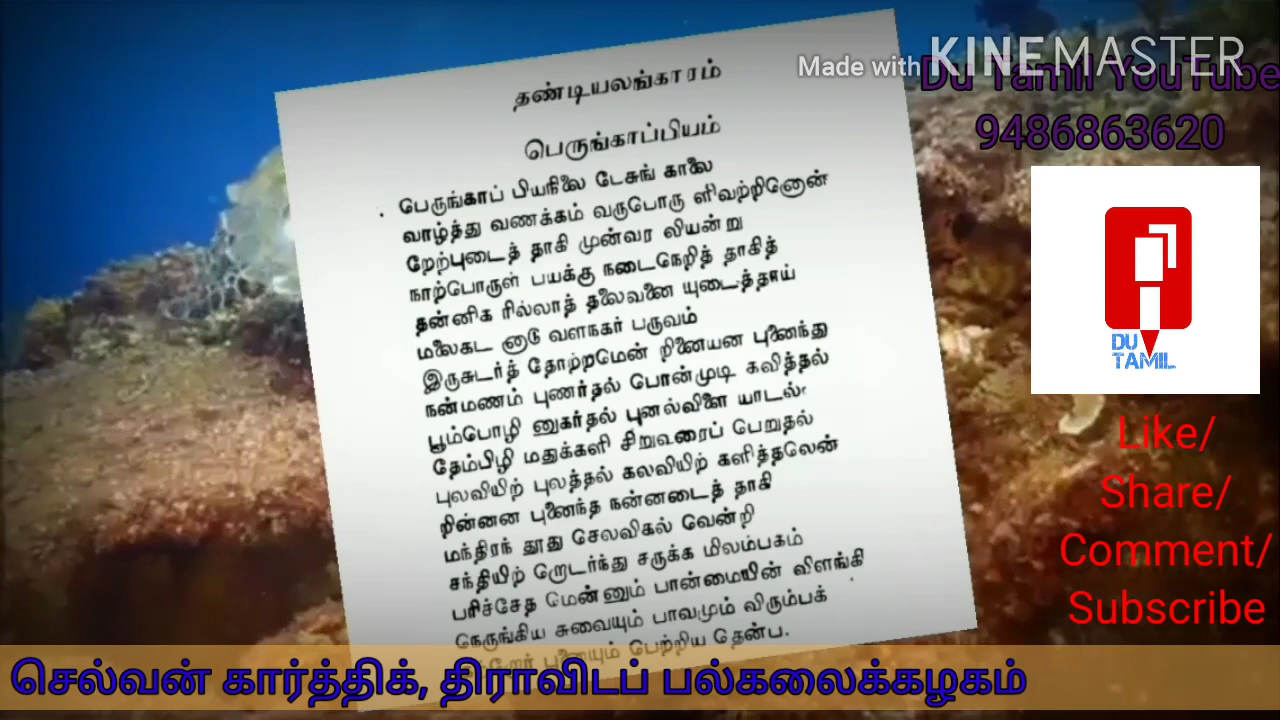 Made with KINEMASTER
Du Tamil YouTube
9486863620
தண்டியலங்காரம்
பெருங்காப்பியம்
பெருங்காப் பியநிலை டேசுங் காலை
வாழ்த்து வணக்கம் வருபொரு ளிவற்றினொன்
றேற்புடைத் தாகி முன்வர வியன்று
நாற்பொருள் பயக்கு நடைநெறித் தாகித்
தன்னிக ரில்லாத் தலைவனை யுடைத்தாய்
மலைகட னாடு வளநகர் பருவம்
இருசுடர்த் தோற்றமென் றினையன புனைந்து
நன்மணம் புணர்தல் பொன்முடி கவித்தல்
பூம்பொழி னுகர்தல் புனல்விளை யாடல்
தேம்பிழி மதுக்களி சிறுவரைப் பெறுதல்
புலவியிற் புலத்தல் கலவியிற் களித்தலென்
றின்னன புனைந்த நன்னடைத் தாகி
மந்திரந் தூது செலவிகல் வென்றி
சந்தியிற் றொடர்ந்து சருக்க மிலம்பகம்
பரிச்சேத மென்னும் பான்மையின் விளங்கி
நெருங்கிய சுவையும் பாவமும் விரும்பக்
புனையும் பெற்றிய தென்ப.
DU
TAMIL
Like/
Share/
Comment/
Subscribe
செல்வன் கார்த்திக், திராவிடப் பல்கலைக்கழகம்